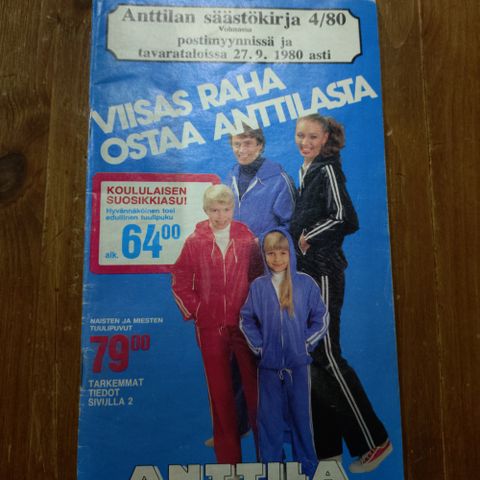 Anttilan säästökirja 4/80
Voimassa
postimyynnissä ja
tavarataloissa 27.9. 1980 asti
VIISAS RAHA
OSTAA ANTTILASTA
KOULULAISEN
SUOSIKKIASU!
Hyvännäköinen tosi
edullinen tuulipuku
alk. 64 00
NAISTEN JA MIESTEN
TUULIPUVUT
79 00
TARKEMMAT
TIEDOT
SIVULLA 2
ANTTILA